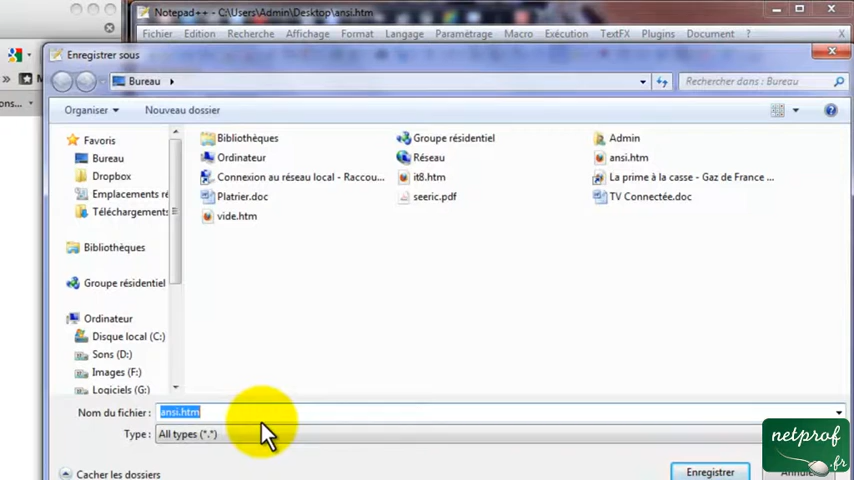 Notepad++ - C:\Users\Admin\Desktop\ansi.htm
Fichier Edition Recherche Affichage Format Langage Paramétrage Macro Exécution TextFX Plugins Document ?
Enregistrer sous
Bureau
Rechercher dans: Bureau
Organiser Nouveau dossier
Favoris
Bureau
Dropbox
Emplacements ré
Téléchargements
Bibliothèques
Groupe résidentiel
Ordinateur
Disque local (C:)
Sons (D:)
Images (F:)
Logiciels (G:)
Bibliothèques Groupe résidentiel Admin
Ordinateur Réseau ansi.htm
Connexion au réseau local - Raccou... it8.htm La prime à la casse - Gaz de France ...
Platrier.doc seeric.pdf TV Connectée.doc
vide.htm
Nom du fichier : ansi.htm
Type : All types (*.*)
Cacher les dossiers Enregistrer
netprof
.fr